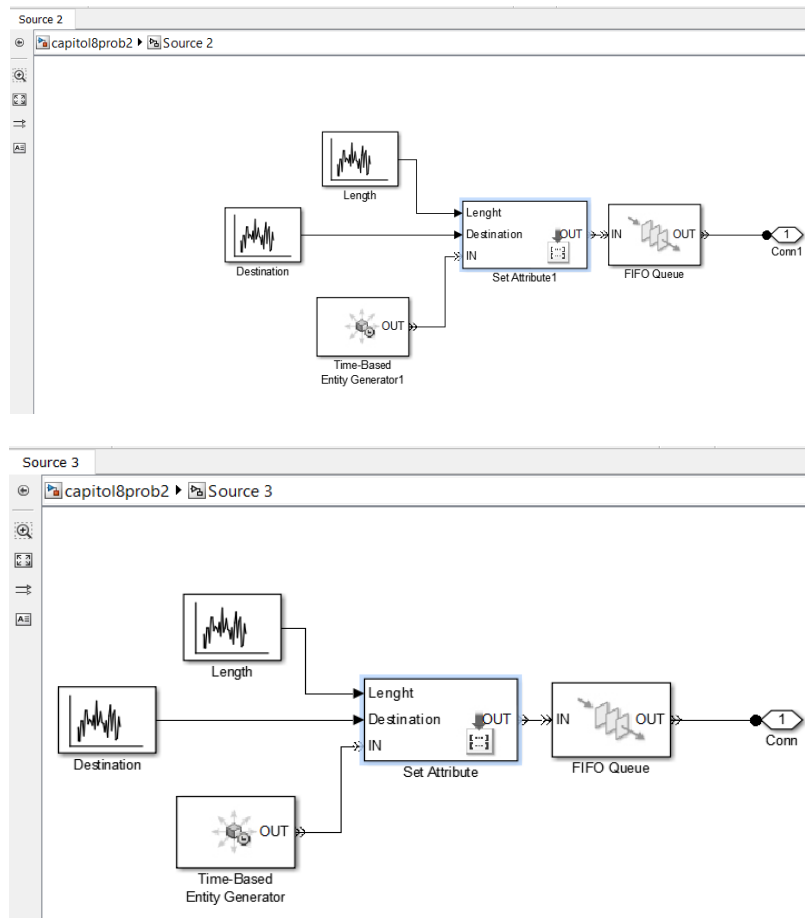 Source 2
capitol8prob2 Source 2
Length
Lenght
Destination OUT
IN
Set Attribute1
IN OUT
FIFO Queue
1
Conn1
Destination
OUT
Time-Based
Entity Generator1
Source 3
capitol8prob2 Source 3
Length
Lenght
Destination OUT
IN
Set Attribute
IN OUT
FIFO Queue
1
Conn
Destination
OUT
Time-Based
Entity Generator